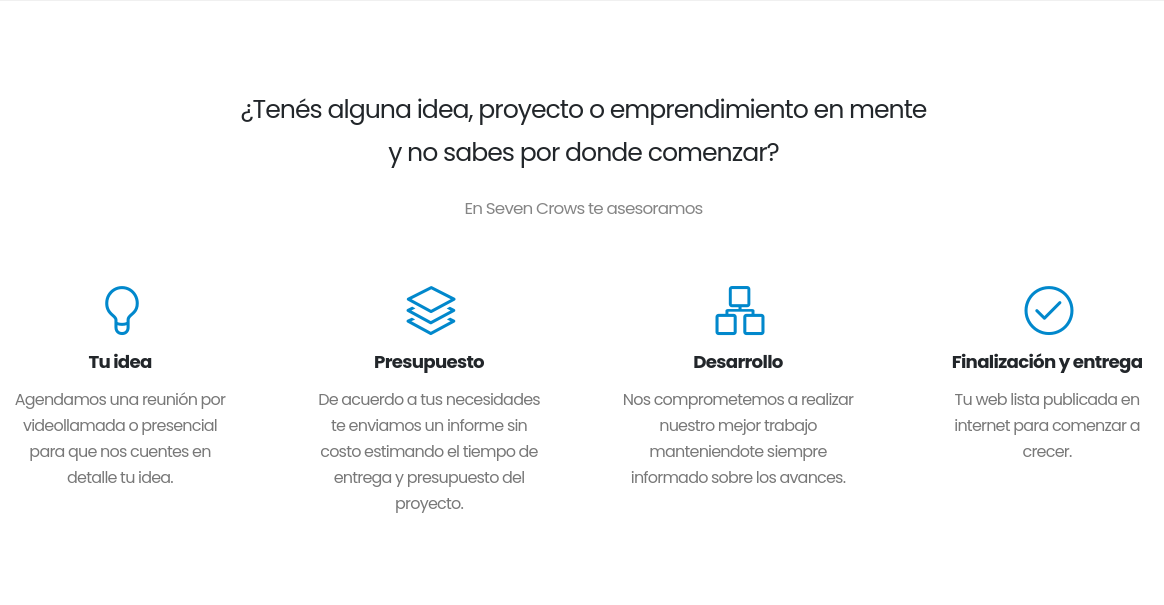 ¿Tenés alguna idea, proyecto o emprendimiento en mente
y no sabes por donde comenzar?
En Seven Crows te asesoramos
Tu idea
Agendamos una reunión por
videollamada o presencial
para que nos cuentes en
detalle tu idea.
Presupuesto
De acuerdo a tus necesidades
te enviamos un informe sin
costo estimando el tiempo de
entrega y presupuesto del
proyecto.
Desarrollo
Nos comprometemos a realizar
nuestro mejor trabajo
manteniendote siempre
informado sobre los avances.
Finalización y entrega
Tu web lista publicada en
internet para comenzar a
crecer.